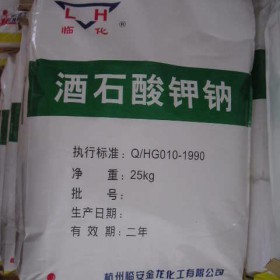 LH
临化 ®
酒石酸钾钠
执行标准：Q/HG010-1990
净 重：25kg
批 号：
生产日期：
有 效 期：二年
杭州临安金龙化工有限公司